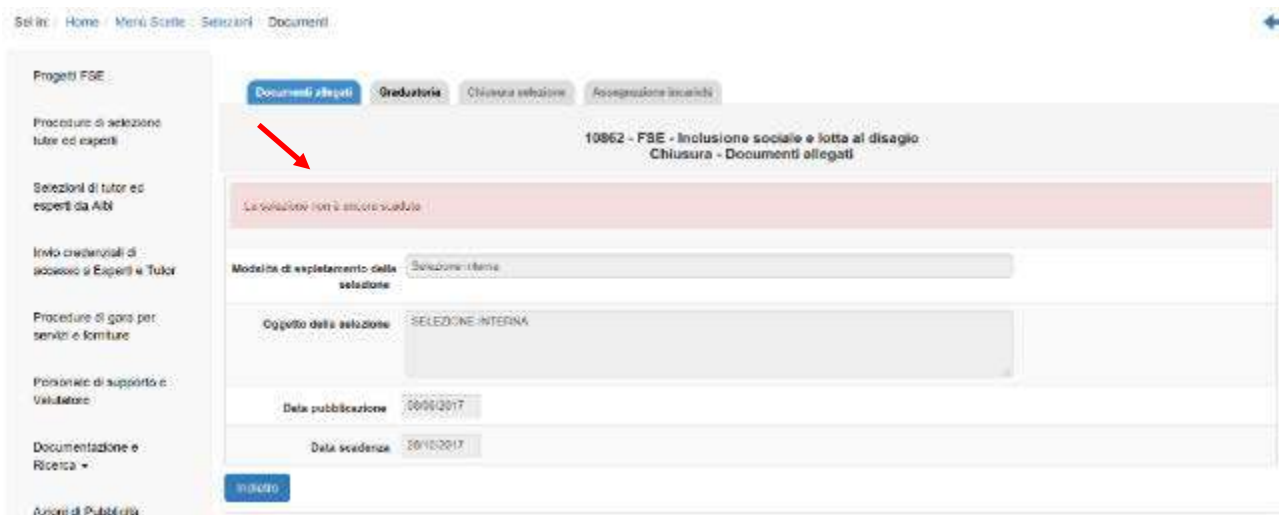 Sei in: Home Menù Scelte Selezioni Documenti
Progetti FSE
Procedure di selezione
tutor ed esperti
Selezioni di tutor ed
esperti da Albi
Invio credenziali di
accesso a Esperti e Tutor
Procedure di gara per
servizi e forniture
Personale di supporto e
Valutatore
Documentazione e
Ricerca
Azioni di Pubblicità
Documenti allegati Graduatoria Chiusura selezione Assegnazione incarichi
10862 - FSE - Inclusione sociale e lotta al disagio
Chiusura - Documenti allegati
La selezione non è ancora scaduta
Modalità di espletamento della
selezione
Selezione interna
Oggetto della selezione SELEZIONE INTERNA
Data pubblicazione
Data scadenza
Indietro